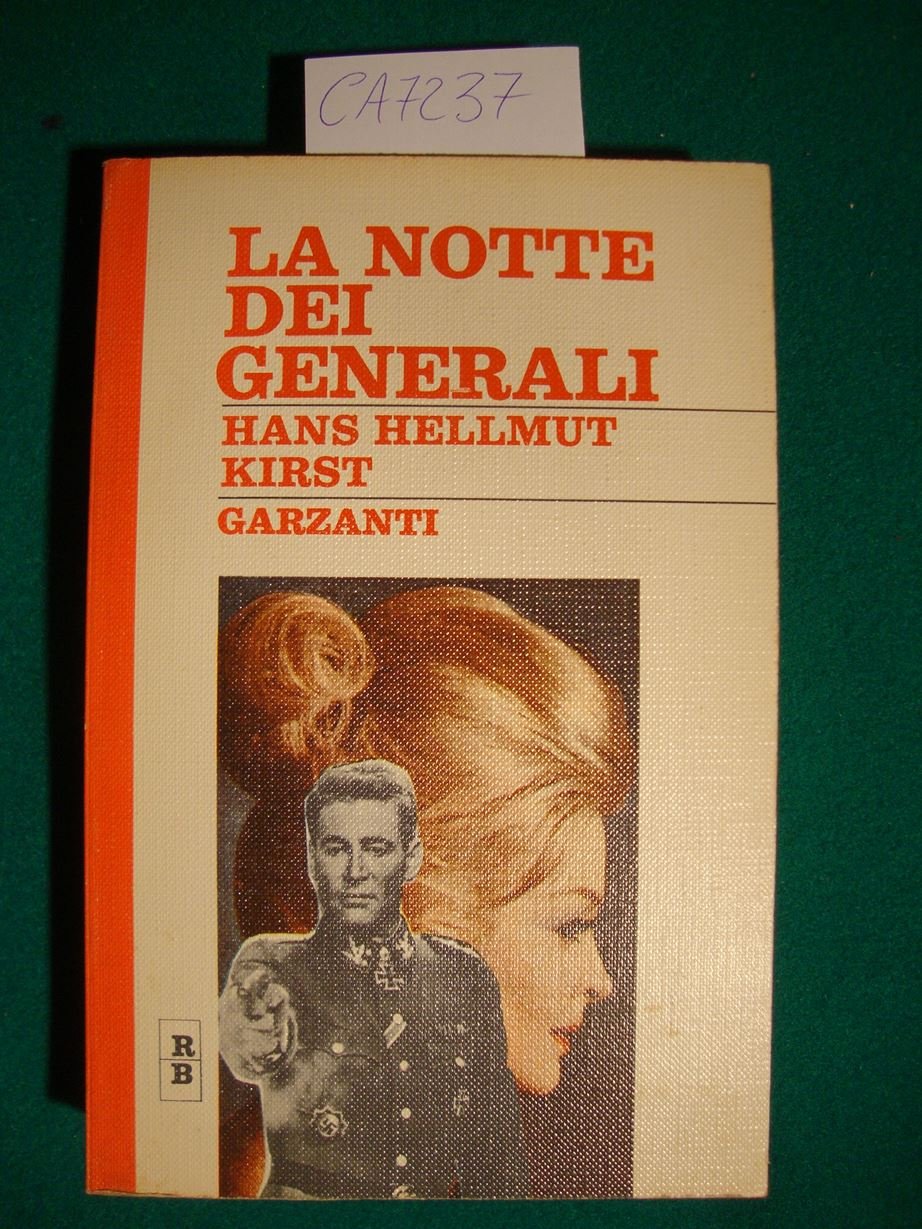 CA7237
LA NOTTE
DEI
GENERALI
HANS HELLMUT
KIRST
GARZANTI
R
B